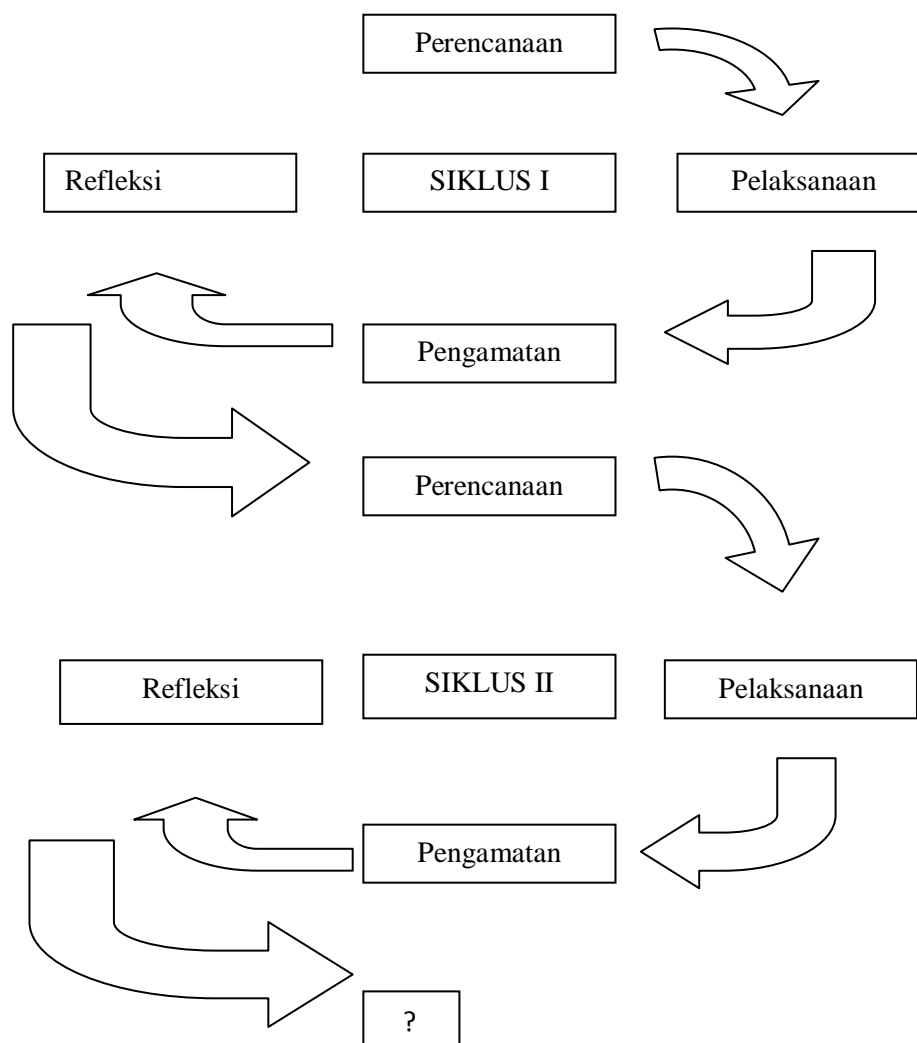 Perencanaan
Refleksi
SIKLUS I
Pelaksanaan
Pengamatan
Perencanaan
Refleksi
SIKLUS II
Pelaksanaan
Pengamatan
?